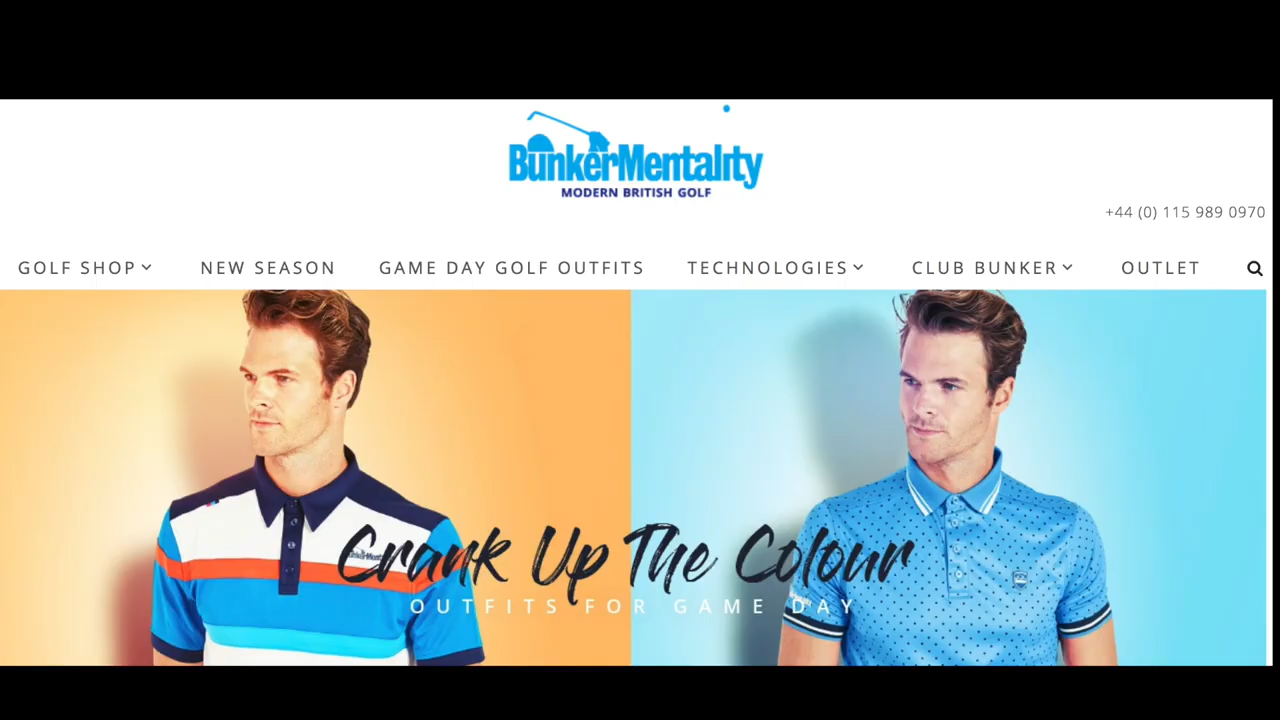 BunkerMentality
MODERN BRITISH GOLF
+44 (0) 115 989 0970
GOLF SHOP NEW SEASON GAME DAY GOLF OUTFITS TECHNOLOGIES CLUB BUNKER OUTLET
Crank Up The Colour
OUTFITS FOR GAME DAY